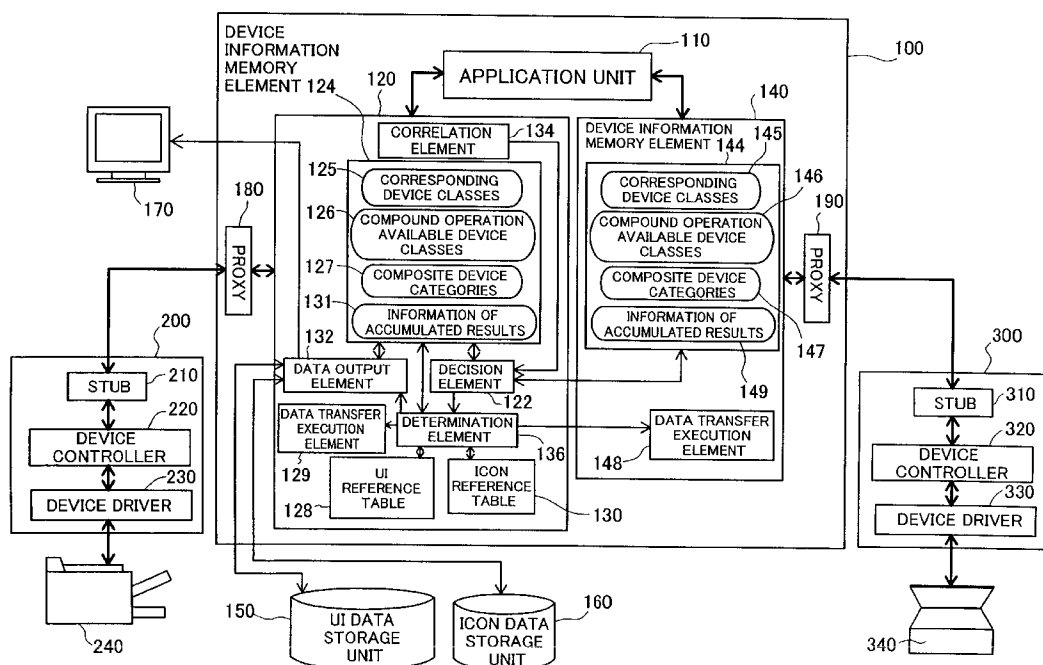 DEVICE
INFORMATION
MEMORY
ELEMENT 124
110
APPLICATION UNIT
100
120
CORRELATION
ELEMENT
134
125
CORRESPONDING
DEVICE CLASSES
126
COMPOUND OPERATION
AVAILABLE DEVICE
CLASSES
127
COMPOSITE DEVICE
CATEGORIES
131
INFORMATION OF
ACCUMULATED RESULTS
132
DATA OUTPUT
ELEMENT
DECISION
ELEMENT
122
DATA TRANSFER
EXECUTION
ELEMENT
129
DETERMINATION
ELEMENT
136
UI
REFERENCE
TABLE
128
ICON
REFERENCE
TABLE
130
140
DEVICE INFORMATION
MEMORY ELEMENT
145
144
CORRESPONDING
DEVICE CLASSES
146
COMPOUND OPERATION
AVAILABLE DEVICE
CLASSES
COMPOSITE DEVICE
CATEGORIES
147
INFORMATION OF
ACCUMULATED RESULTS
149
DATA TRANSFER
EXECUTION
ELEMENT
148
170
180
PROXY
190
PROXY
200
STUB
210
220
DEVICE
CONTROLLER
230
DEVICE DRIVER
240
150
UI DATA
STORAGE
UNIT
160
ICON DATA
STORAGE
UNIT
300
STUB
310
320
DEVICE
CONTROLLER
330
DEVICE DRIVER
340